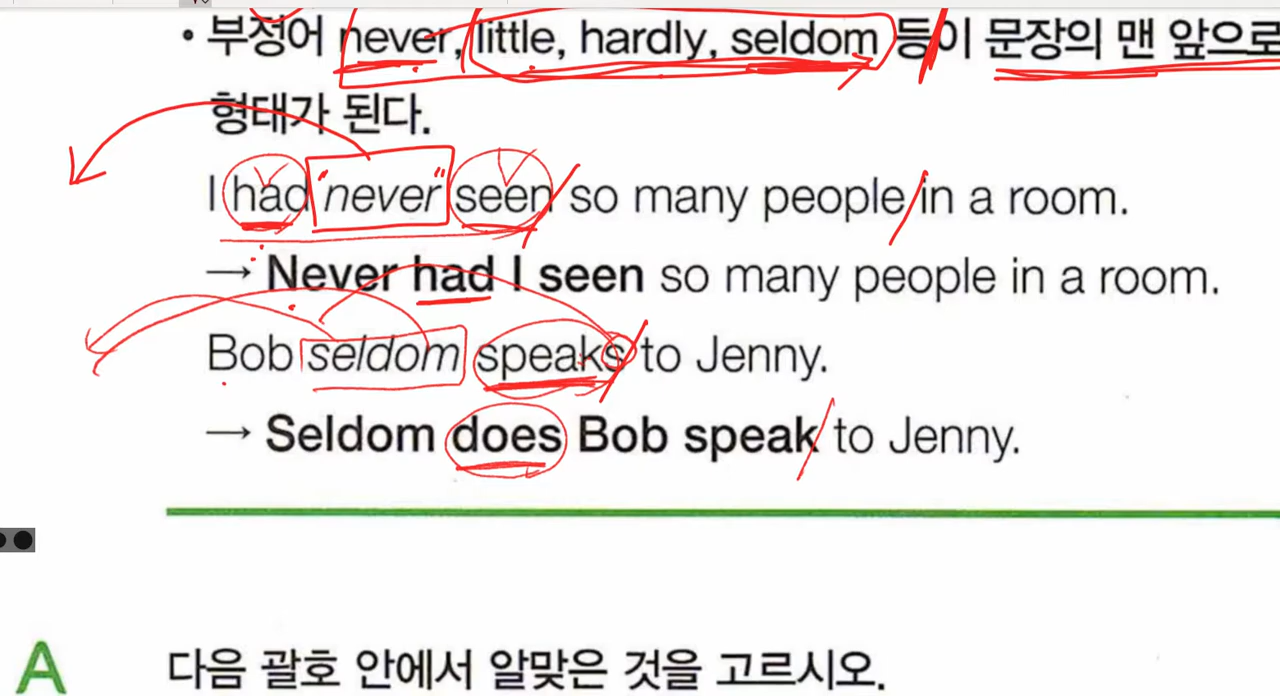 • 부정어 never, little, hardly, seldom 등이 문장의 맨 앞으로
형태가 된다.
I had "never" seen so many people in a room.
→ Never had I seen so many people in a room.
Bob seldom speaks to Jenny.
→ Seldom does Bob speak to Jenny.
A 다음 괄호 안에서 알맞은 것을 고르시오.